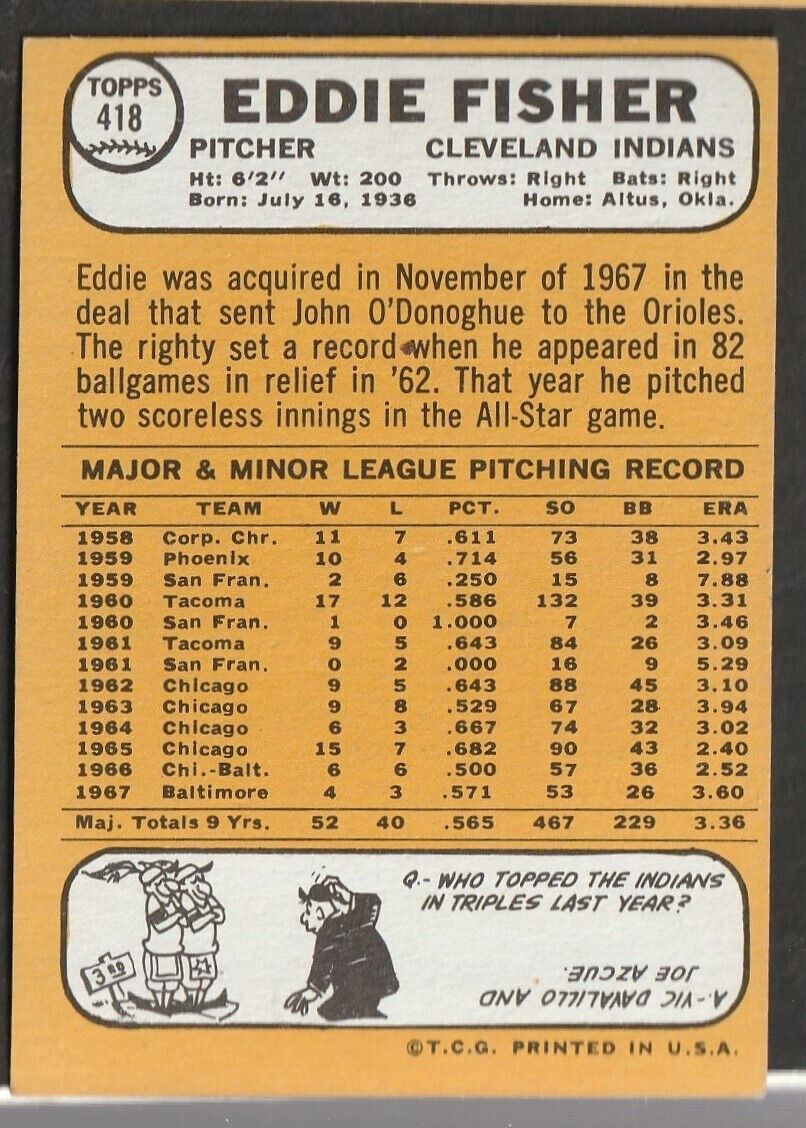 TOPPS
418
EDDIE FISHER
PITCHER CLEVELAND INDIANS
Ht: 6'2" Wt: 200 Throws: Right Bats: Right
Born: July 16, 1936 Home: Altus, Okla.
Eddie was acquired in November of 1967 in the
deal that sent John O'Donoghue to the Orioles.
The righty set a record when he appeared in 82
ballgames in relief in '62. That year he pitched
two scoreless innings in the All-Star game.
MAJOR & MINOR LEAGUE PITCHING RECORD
YEAR TEAM W L PCT. SO BB ERA
1958 Corp. Chr. 11 7 .611 73 38 3.43
1959 Phoenix 10 4 .714 56 31 2.97
1959 San Fran. 2 6 .250 15 8 7.88
1960 Tacoma 17 12 .586 132 39 3.31
1960 San Fran. 1 0 1.000 7 2 3.46
1961 Tacoma 9 5 .643 84 26 3.09
1961 San Fran. 0 2 .000 16 9 5.29
1962 Chicago 9 5 .643 88 45 3.10
1963 Chicago 9 8 .529 67 28 3.94
1964 Chicago 6 3 .667 74 32 3.02
1965 Chicago 15 7 .682 90 43 2.40
1966 Chi.-Balt. 6 6 .500 57 36 2.52
1967 Baltimore 4 3 .571 53 26 3.60
Maj. Totals 9 Yrs. 52 40 .565 467 229 3.36
Q.- WHO TOPPED THE INDIANS
IN TRIPLES LAST YEAR?
A.- VIC DAVALILLO AND
JOE AZCUE.
3 BB
©T.C.G. PRINTED IN U.S.A.